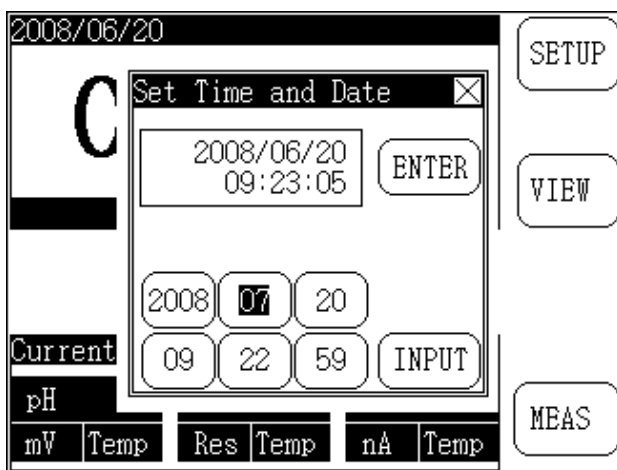 2008/06/20
SETUP
C
Set Time and Date
2008/06/20
09:23:05
ENTER
VIEW
2008 07 20
09 22 59 INPUT
Current
pH
MEAS
mV Temp Res Temp nA Temp